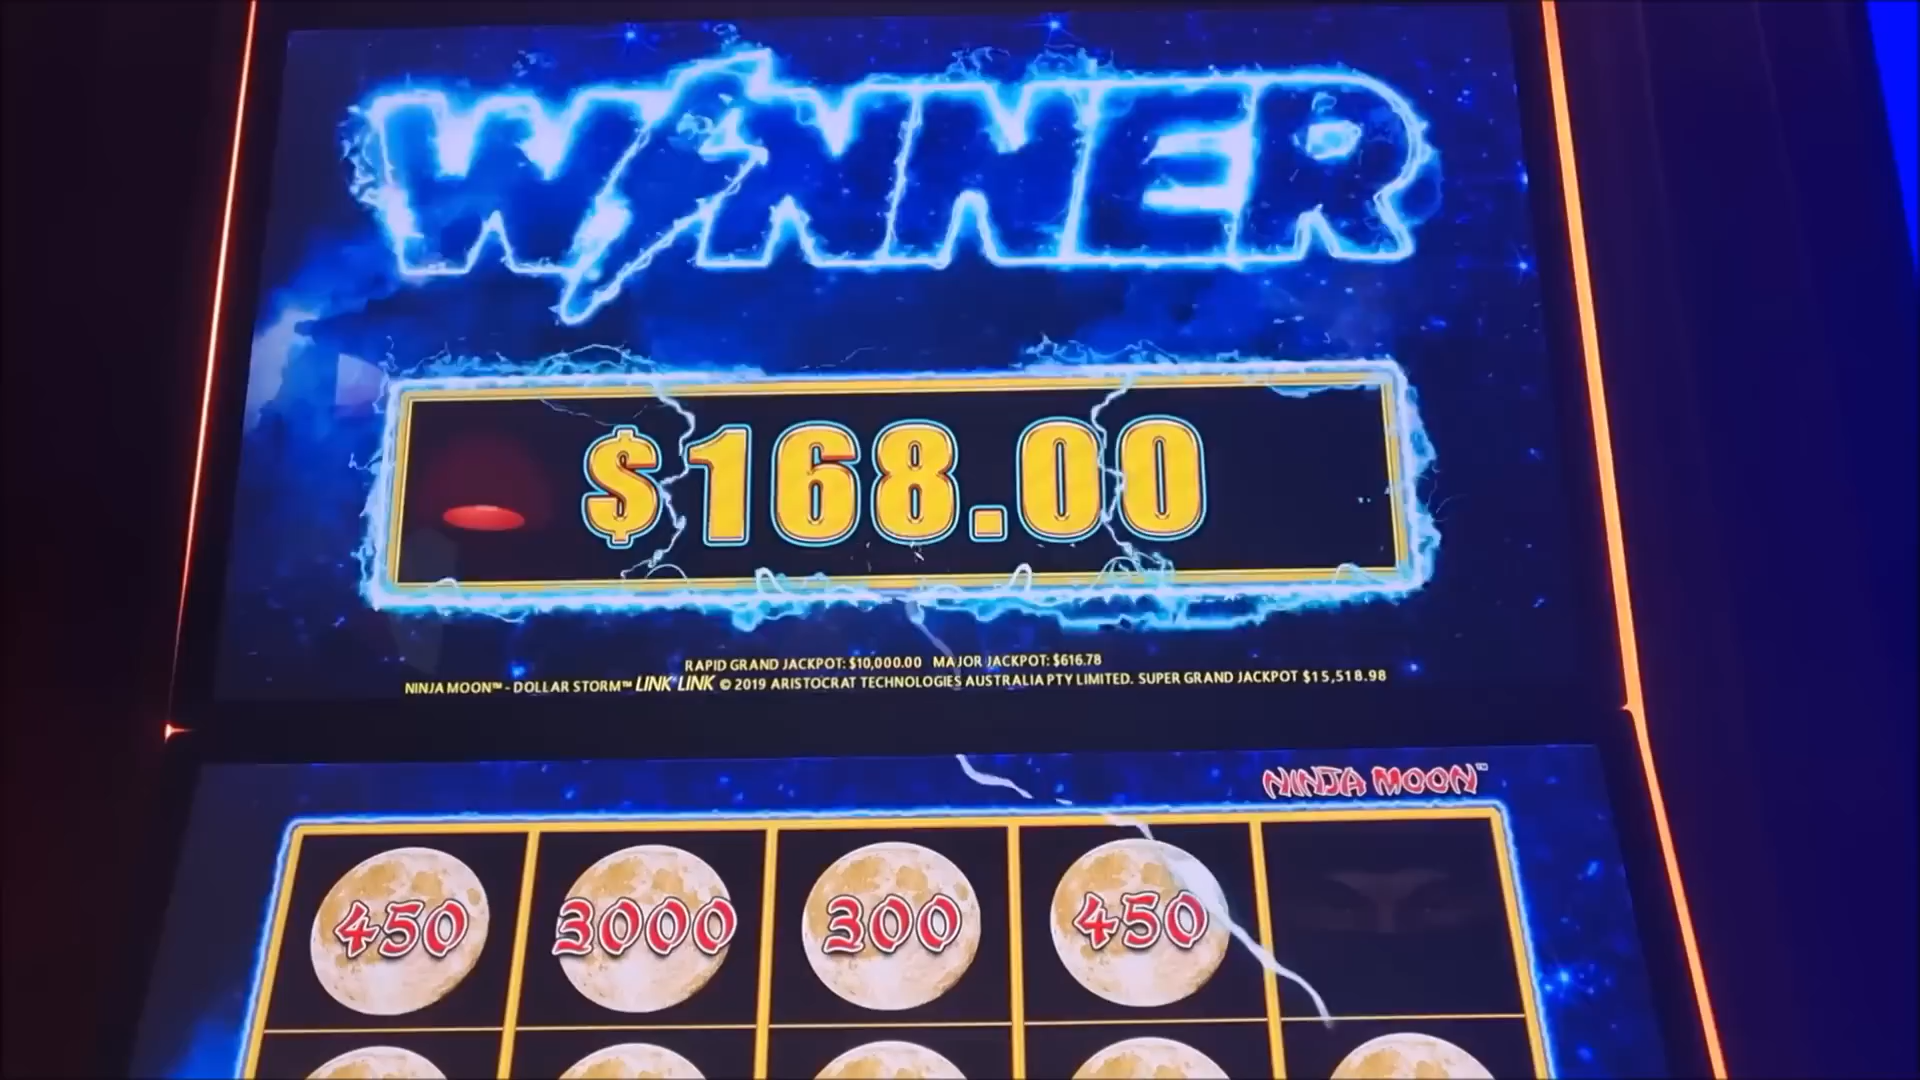 WINNER
$168.00
RAPID GRAND JACKPOT: $10,000.00 MAJOR JACKPOT: $616.78
NINJA MOON™ - DOLLAR STORM™ LINK LINK © 2019 ARISTOCRAT TECHNOLOGIES AUSTRALIA PTY LIMITED. SUPER GRAND JACKPOT $15,518.98
NINJA MOON™
450 3000 300 450